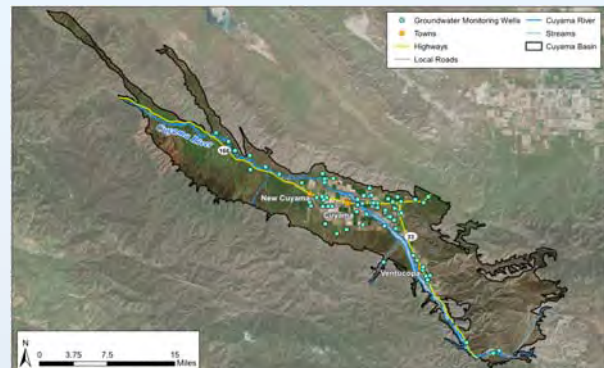 Groundwater Monitoring Wells
Towns
Highways
Local Roads
Cuyama River
Streams
Cuyama Basin
Cuyama River
166
New Cuyama
Cuyama
33
Ventucopa
N
0 3.75 7.5 15
Miles